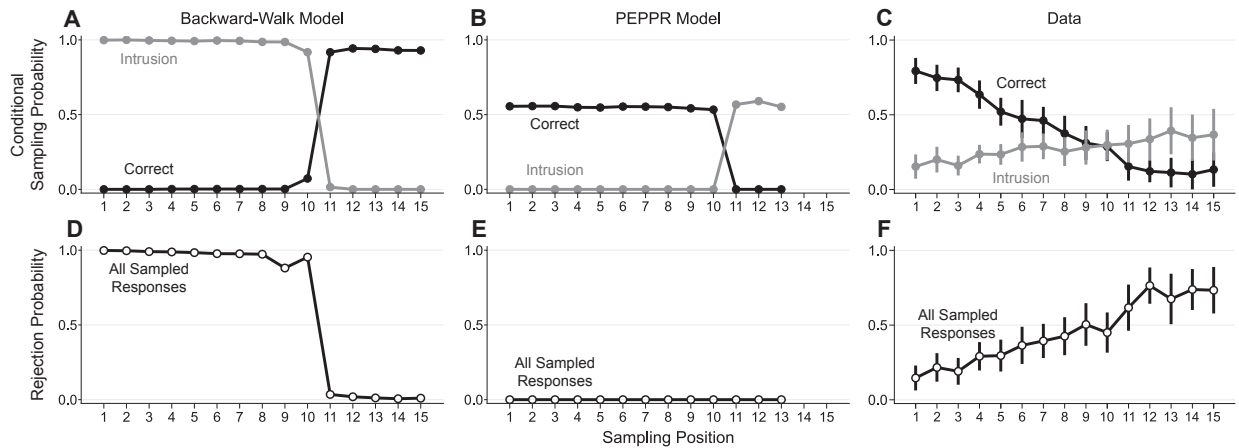 A
Backward-Walk Model
B
PEPPR Model
C
Data
Conditional
Sampling Probability
1.0
0.5
0.0
Intrusion
Correct
1 2 3 4 5 6 7 8 9 10 11 12 13 14 15
1.0
0.5
0.0
Correct
Intrusion
1 2 3 4 5 6 7 8 9 10 11 12 13 14 15
1.0
0.5
0.0
Correct
Intrusion
1 2 3 4 5 6 7 8 9 10 11 12 13 14 15
D
E
F
Rejection Probability
1.0
0.5
0.0
All Sampled
Responses
1 2 3 4 5 6 7 8 9 10 11 12 13 14 15
1.0
0.5
0.0
All Sampled
Responses
1 2 3 4 5 6 7 8 9 10 11 12 13 14 15
Sampling Position
1.0
0.5
0.0
All Sampled
Responses
1 2 3 4 5 6 7 8 9 10 11 12 13 14 15